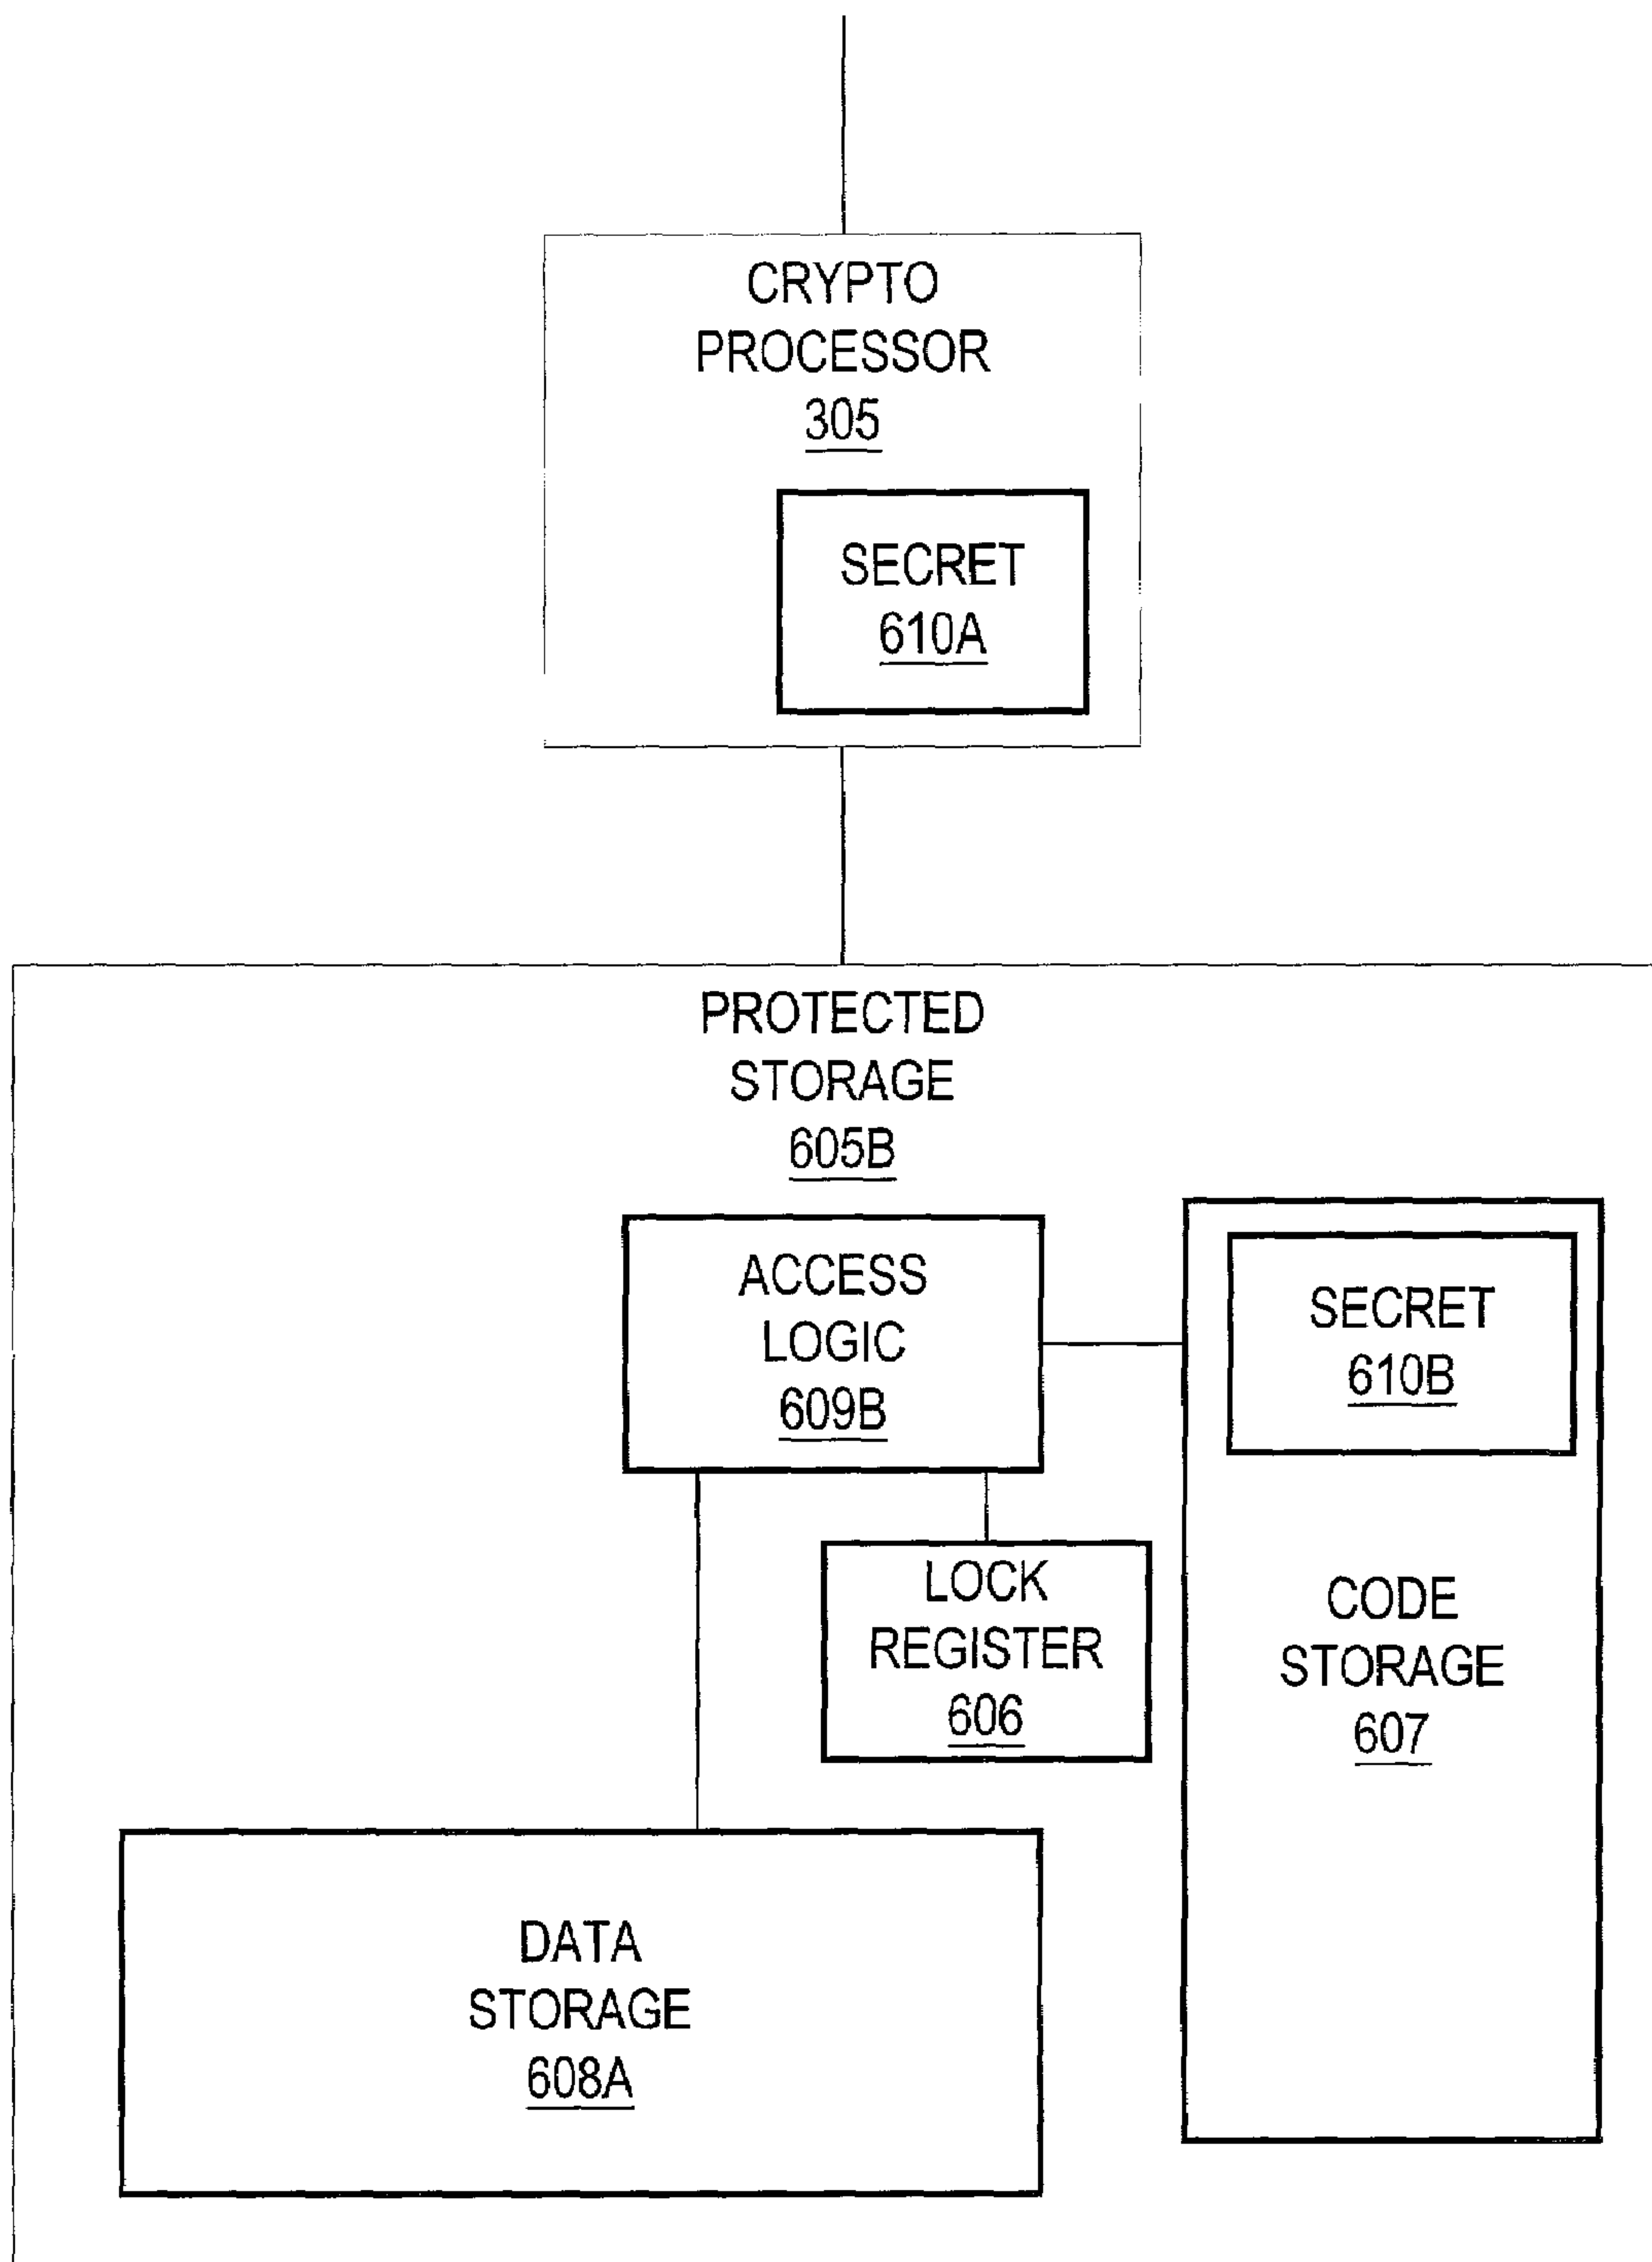 CRYPTO
PROCESSOR
305
SECRET
610A
PROTECTED
STORAGE
605B
ACCESS
LOGIC
609B
SECRET
610B
LOCK
REGISTER
606
CODE
STORAGE
607
DATA
STORAGE
608A